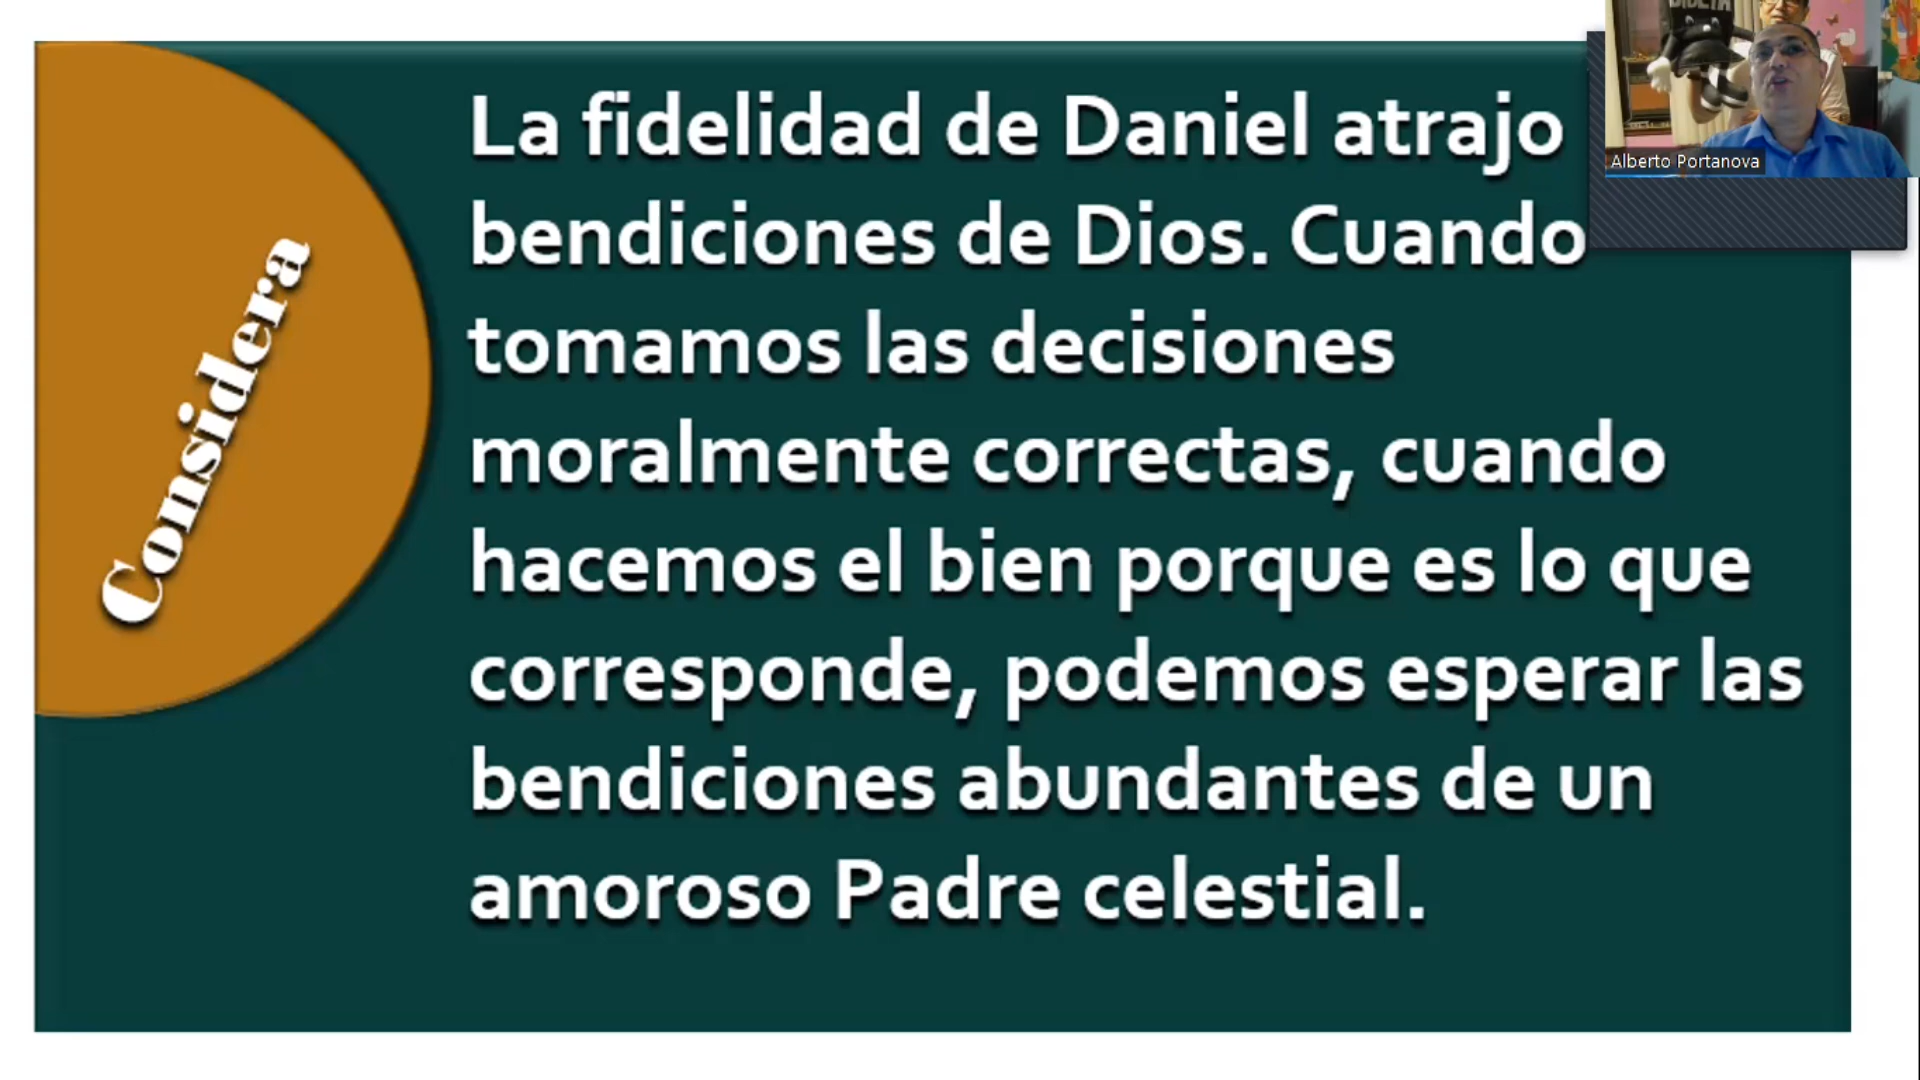 Considera
La fidelidad de Daniel atrajo
bendiciones de Dios. Cuando
tomamos las decisiones
moralmente correctas, cuando
hacemos el bien porque es lo que
corresponde, podemos esperar las
bendiciones abundantes de un
amoroso Padre celestial.
Alberto Portanova